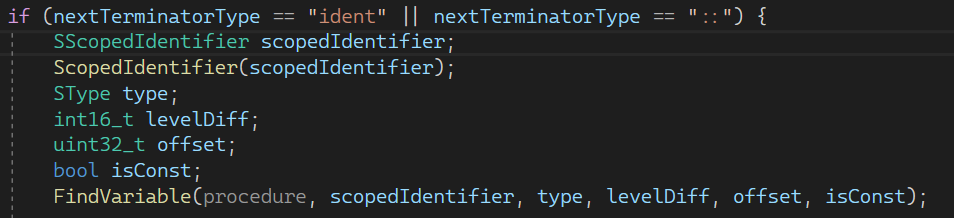 if (nextTerminatorType == "ident" || nextTerminatorType == "::") {
SScopedIdentifier scopedIdentifier;
ScopedIdentifier(scopedIdentifier);
SType type;
int16_t levelDiff;
uint32_t offset;
bool isConst;
FindVariable(procedure, scopedIdentifier, type, levelDiff, offset, isConst);